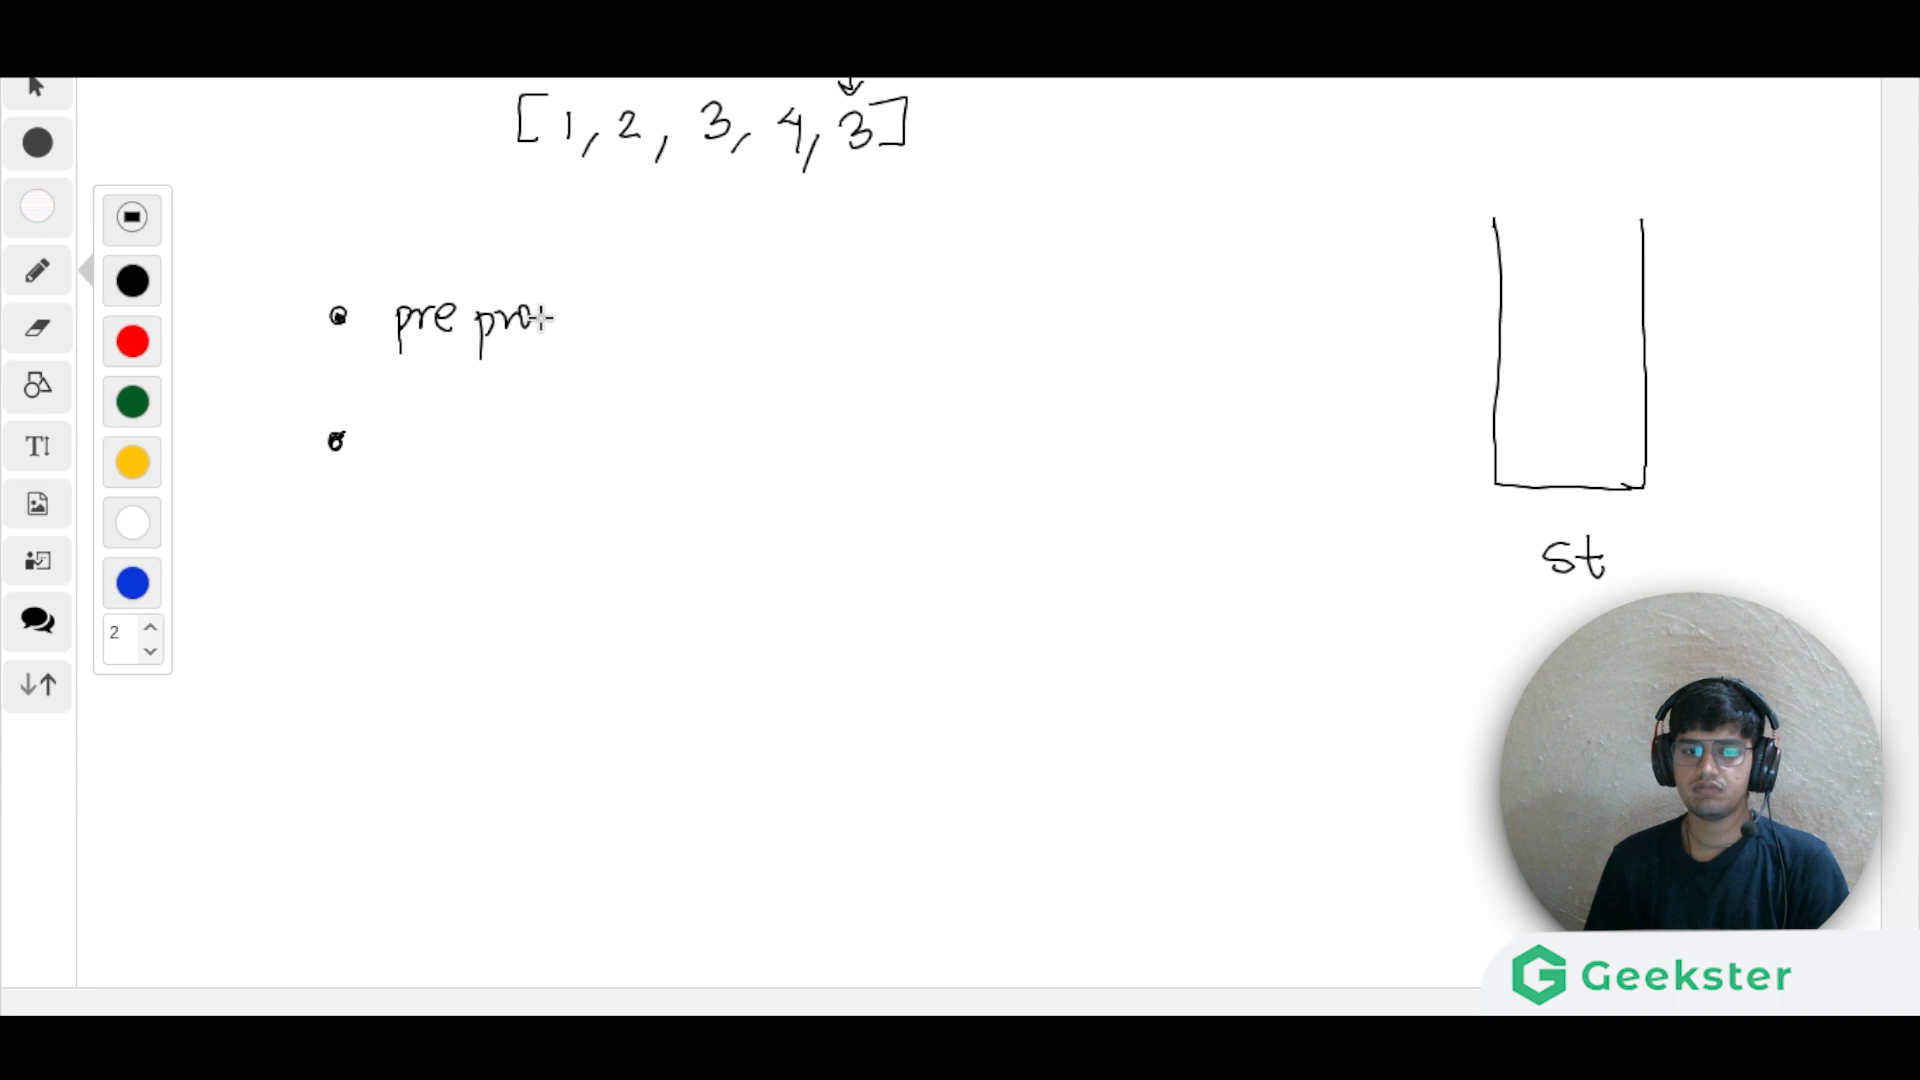 [1, 2, 3, 4, 3]
pre pro
st
T
2
Geekster